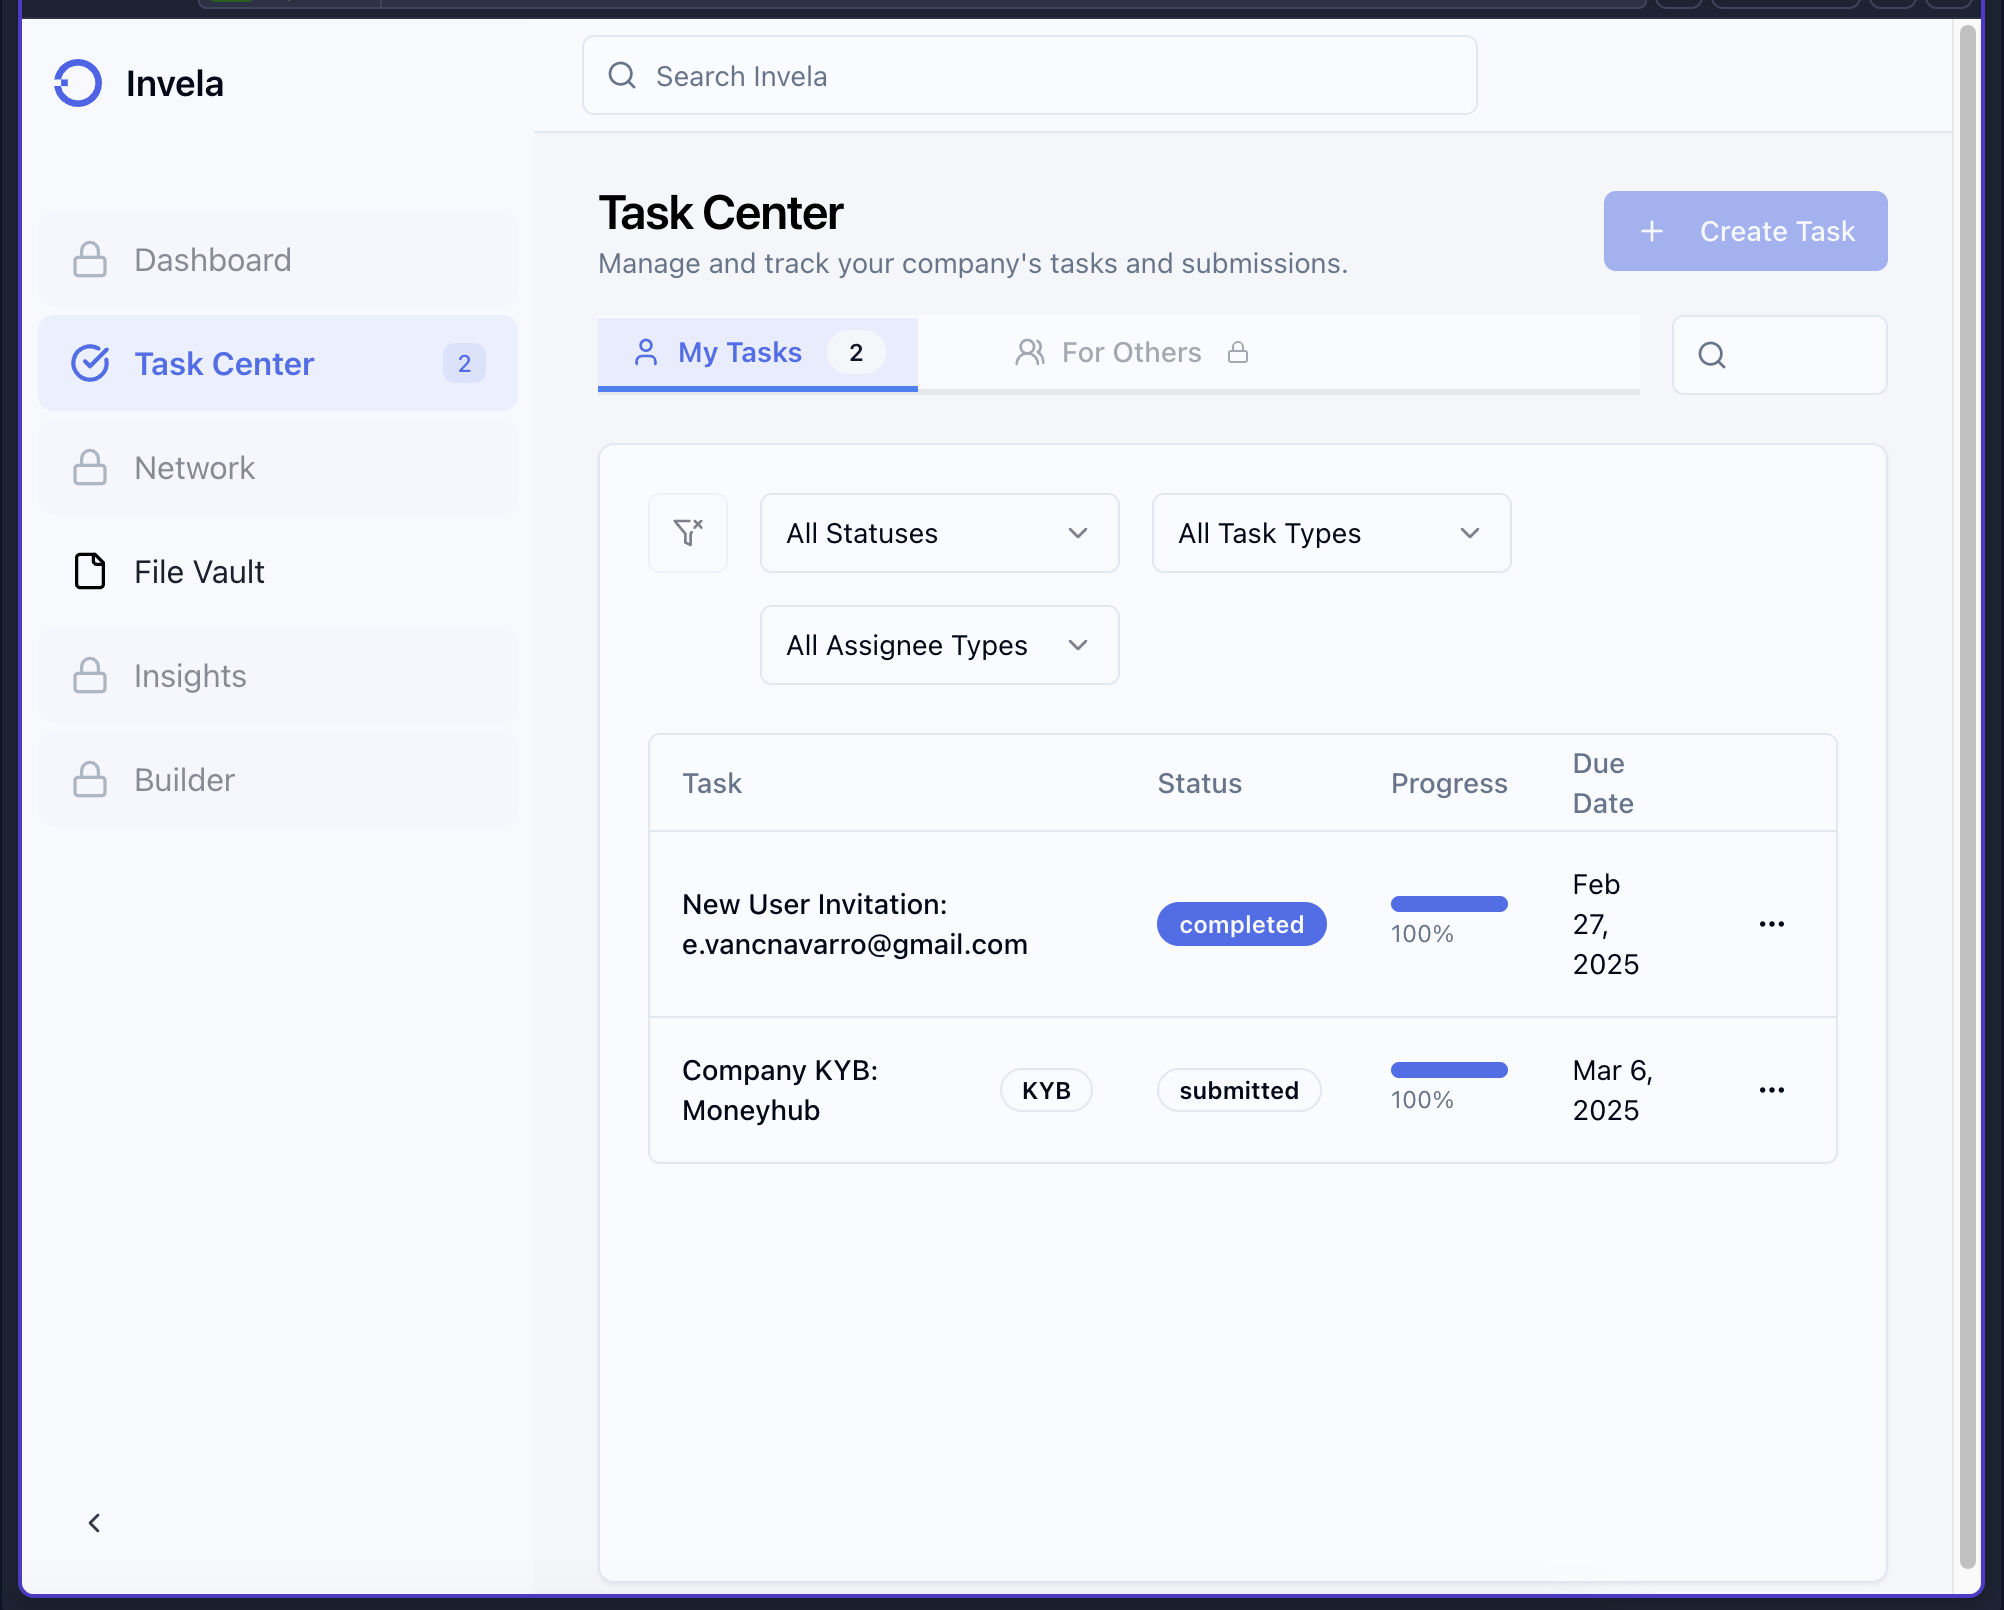 Invela
Search Invela
Dashboard
Task Center 2
Network
File Vault
Insights
Builder
Task Center
Manage and track your company's tasks and submissions.
Create Task
My Tasks 2
For Others
All Statuses
All Task Types
All Assignee Types
Task Status Progress Due Date
New User Invitation:
e.vancnavarro@gmail.com
completed
100%
Feb
27,
2025
Company KYB:
Moneyhub
KYB
submitted
100%
Mar 6,
2025